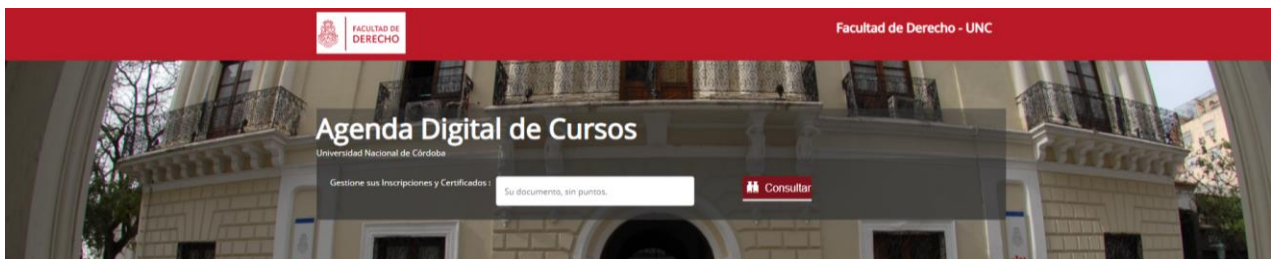 FACULTAD DE
DERECHO
Facultad de Derecho - UNC
Agenda Digital de Cursos
Universidad Nacional de Córdoba
Gestione sus Inscripciones y Certificados :
Su documento, sin puntos.
Consultar